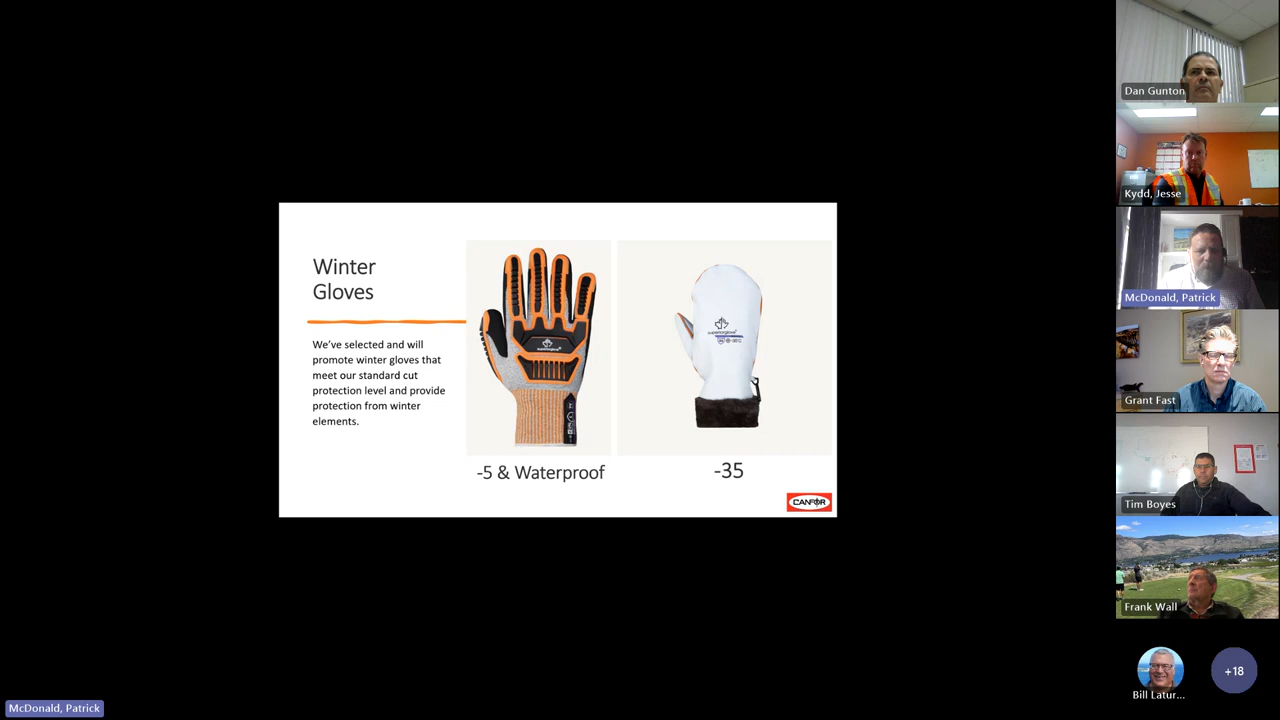 Winter
Gloves
We've selected and will
promote winter gloves that
meet our standard cut
protection level and provide
protection from winter
elements.
-5 & Waterproof
-35
CANFOR
Dan Gunton
Kydd, Jesse
McDonald, Patrick
Grant Fast
Tim Boyes
Frank Wall
Bill Latur...
+18
McDonald, Patrick